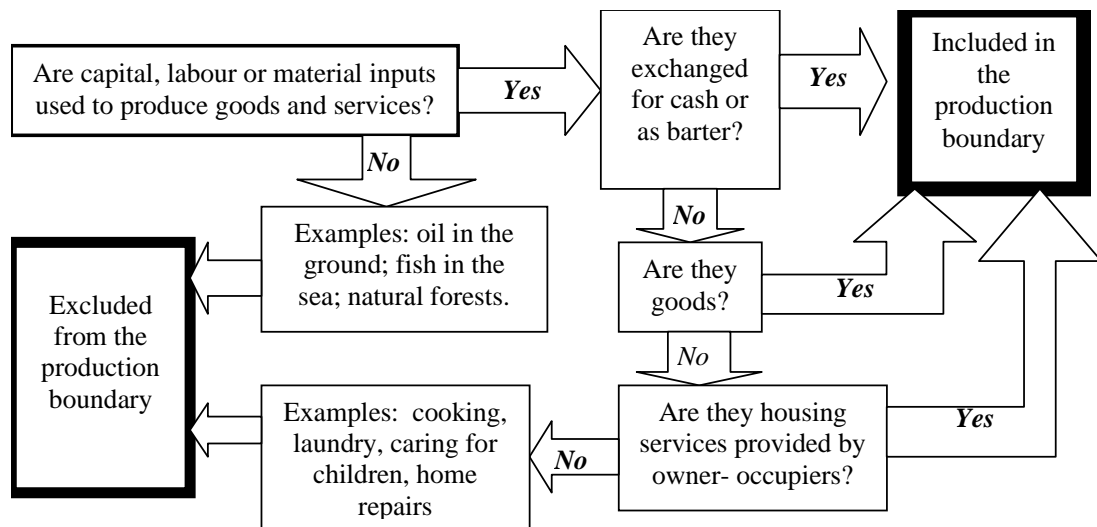 Are capital, labour or material inputs
used to produce goods and services?
Yes
Are they
exchanged
for cash or
as barter?
Yes
Included in
the
production
boundary
No
No
Examples: oil in the
ground; fish in the
sea; natural forests.
Are they
goods?
Yes
Excluded
from the
production
boundary
No
Examples: cooking,
laundry, caring for
children, home
repairs
No
Are they housing
services provided by
owner- occupiers?
Yes